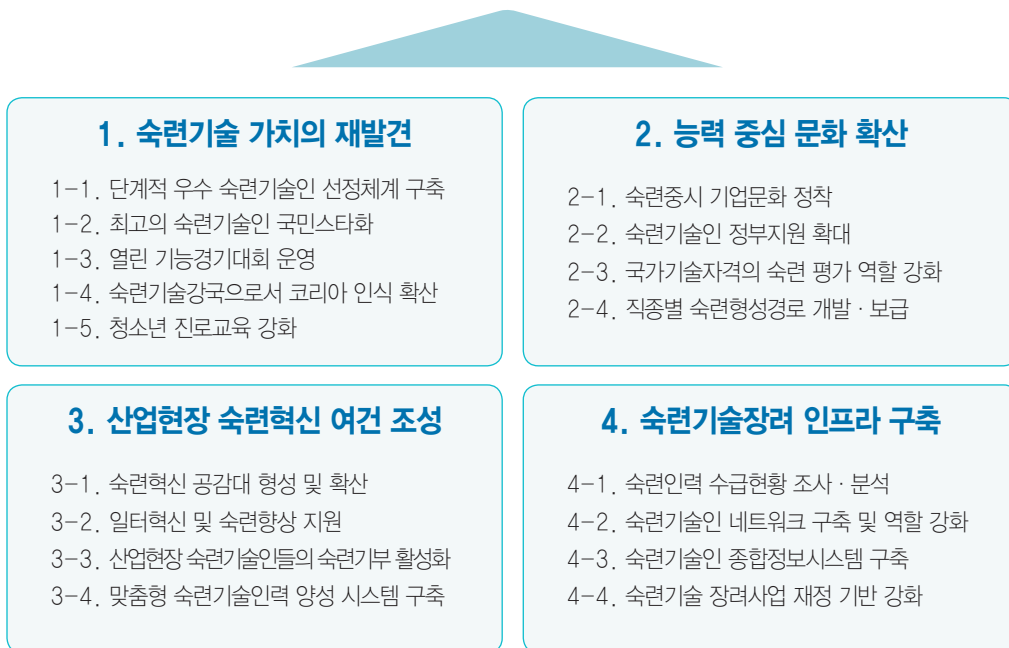 1. 숙련기술 가치의 재발견
1-1. 단계적 우수 숙련기술인 선정체계 구축
1-2. 최고의 숙련기술인 국민스타화
1-3. 열린 기능경기대회 운영
1-4. 숙련기술강국으로서 코리아 인식 확산
1-5. 청소년 진로교육 강화
2. 능력 중심 문화 확산
2-1. 숙련중시 기업문화 정착
2-2. 숙련기술인 정부지원 확대
2-3. 국가기술자격의 숙련 평가 역할 강화
2-4. 직종별 숙련형성경로 개발 · 보급
3. 산업현장 숙련혁신 여건 조성
3-1. 숙련혁신 공감대 형성 및 확산
3-2. 일터혁신 및 숙련향상 지원
3-3. 산업현장 숙련기술인들의 숙련기부 활성화
3-4. 맞춤형 숙련기술인력 양성 시스템 구축
4. 숙련기술장려 인프라 구축
4-1. 숙련인력 수급현황 조사 · 분석
4-2. 숙련기술인 네트워크 구축 및 역할 강화
4-3. 숙련기술인 종합정보시스템 구축
4-4. 숙련기술 장려사업 재정 기반 강화